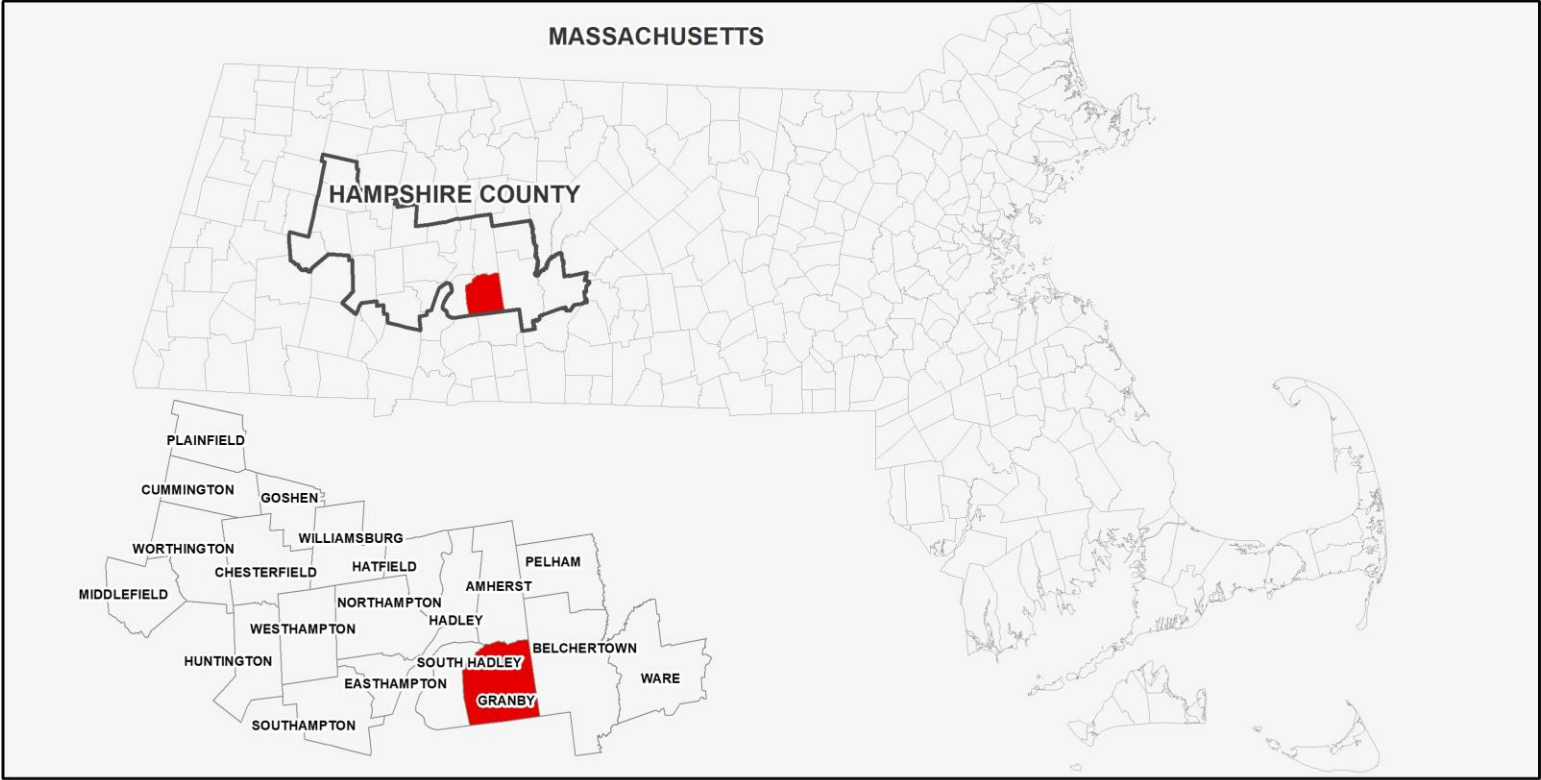 MASSACHUSETTS
HAMPSHIRE COUNTY
PLAINFIELD
CUMMINGTON
GOSHEN
WILLIAMSBURG
WORTHINGTON
CHESTERFIELD
HATFIELD
PELHAM
AMHERST
MIDDLEFIELD
NORTHAMPTON
HADLEY
WESTHAMPTON
BELCHERTOWN
HUNTINGTON
SOUTH HADLEY
EASTHAMPTON
WARE
GRANBY
SOUTHAMPTON